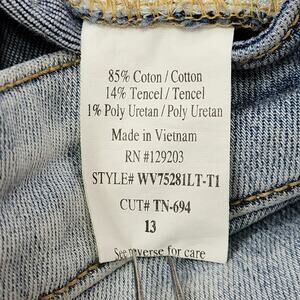 85% Coton / Cotton
14% Tencel / Tencel
1% Poly Uretan / Poly Uretan
Made in Vietnam
RN #129203
STYLE# WV75281LT-T1
CUT# TN-694
13
See reverse for care